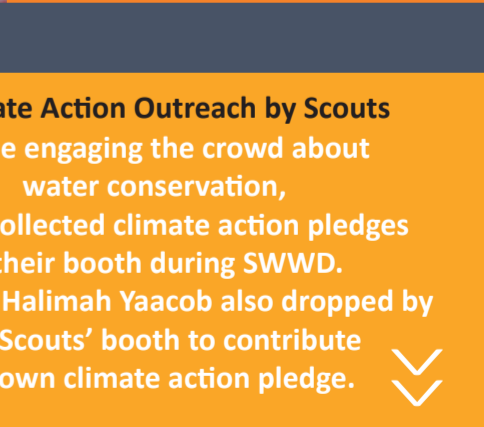 ate Action Outreach by Scouts
e engaging the crowd about
water conservation,
ollected climate action pledges
their booth during SWWD.
Halimah Yaacob also dropped by
Scouts’ booth to contribute
own climate action pledge.